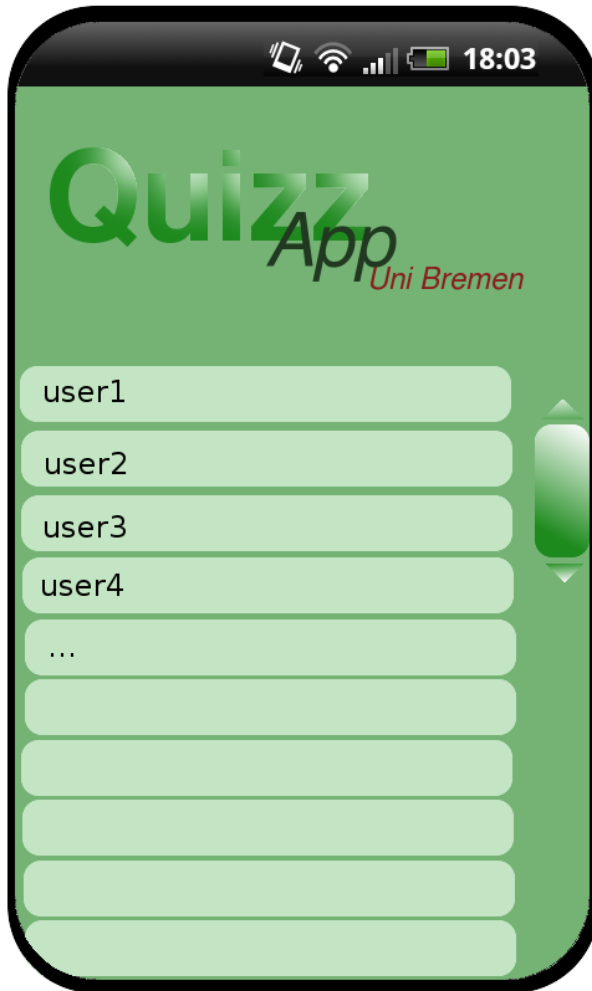 18:03
Quizz
App
Uni Bremen
user1
user2
user3
user4
...